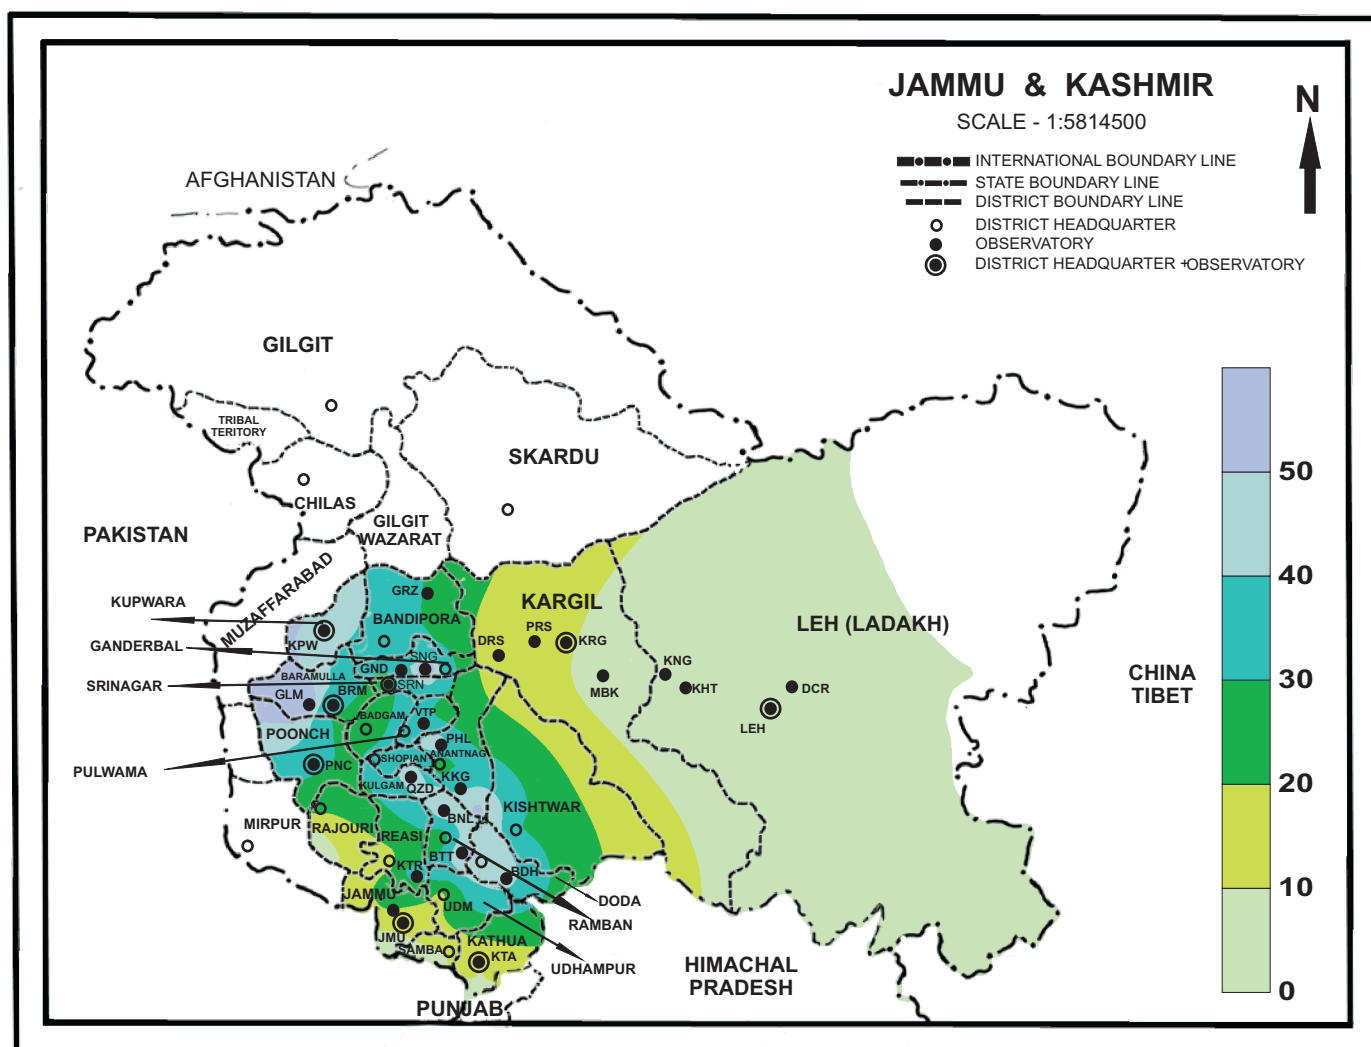 JAMMU & KASHMIR
SCALE - 1:5814500
N
INTERNATIONAL BOUNDARY LINE
STATE BOUNDARY LINE
DISTRICT BOUNDARY LINE
DISTRICT HEADQUARTER
OBSERVATORY
DISTRICT HEADQUARTER +OBSERVATORY
AFGHANISTAN
GILGIT
TRIBAL
TERITORY
SKARDU
CHILAS
GILGIT
WAZARAT
PAKISTAN
MUZAFFARABAD
KUPWARA
GANDERBAL
SRINAGAR
PULWAMA
KPW
GRZ
BANDIPORA
KARGIL
PRS
DRS
KRG
MBK
KNG
KHT
LEH (LADAKH)
DCR
LEH
CHINA
TIBET
SNG
GND
BARAMULLA
BRM
SRN
GLM
POONCH
BADGAM
VTP
PHL
PNC
SHOPIAN
ANANTNAG
KULGAM
QZD
KKG
KISHTWAR
BNL
MIRPUR
RAJOURI
REASI
BTT
KTR
BDH
JAMMU
UDM
DODA
RAMBAN
UDHAMPUR
JMU
SAMBA
KATHUA
KTA
PUNJAB
HIMACHAL
PRADESH
50
40
30
20
10
0